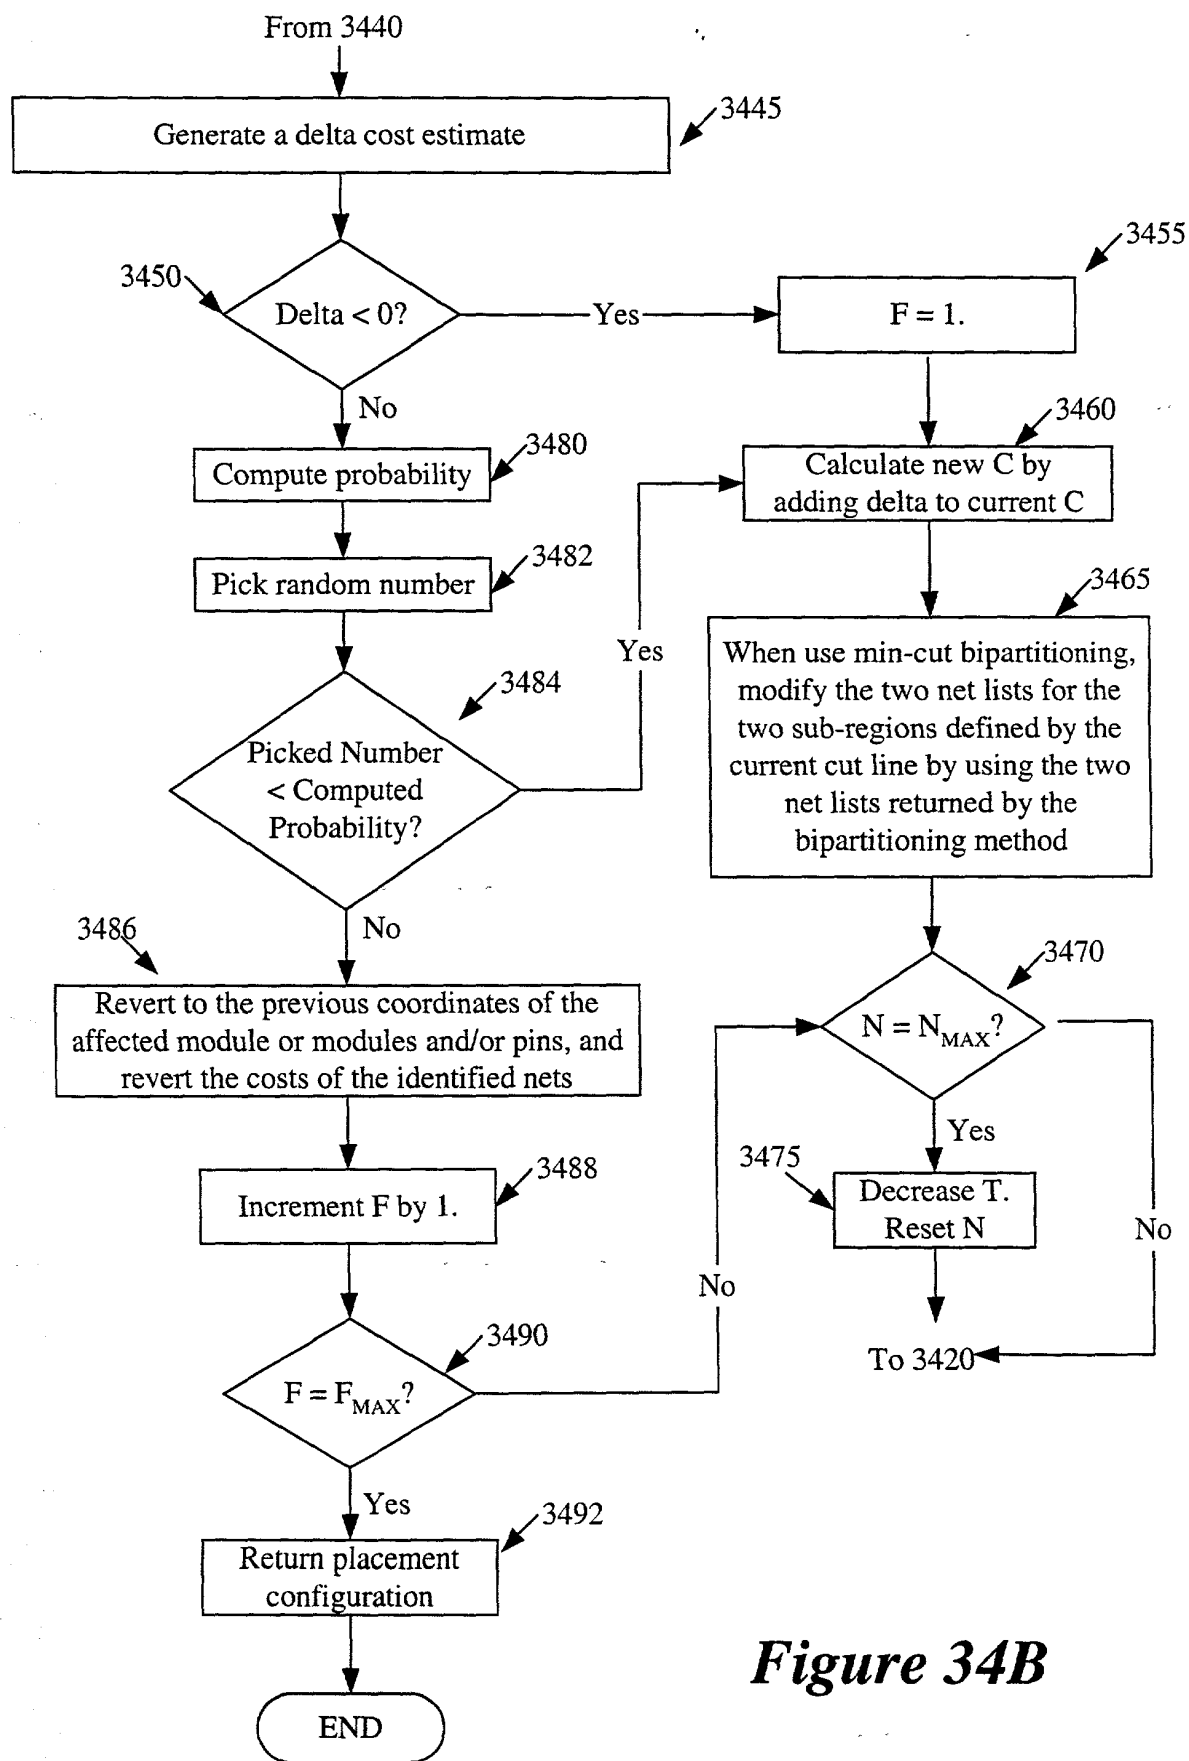 From 3440
3445
Generate a delta cost estimate
3455
3450
Delta < 0?
Yes
F = 1.
No
3460
3480
Calculate new C by
adding delta to current C
Compute probability
3482
Pick random number
3465
Yes
When use min-cut bipartitioning,
modify the two net lists for the
two sub-regions defined by the
current cut line by using the two
net lists returned by the
bipartitioning method
3484
Picked Number
< Computed
Probability?
No
3486
3470
Revert to the previous coordinates of the
affected module or modules and/or pins, and
revert the costs of the identified nets
N = NMAX?
Yes
3475
3488
Increment F by 1.
Decrease T.
Reset N
No
No
3490
To 3420
F = FMAX?
Yes
3492
Return placement
configuration
Figure 34B
END